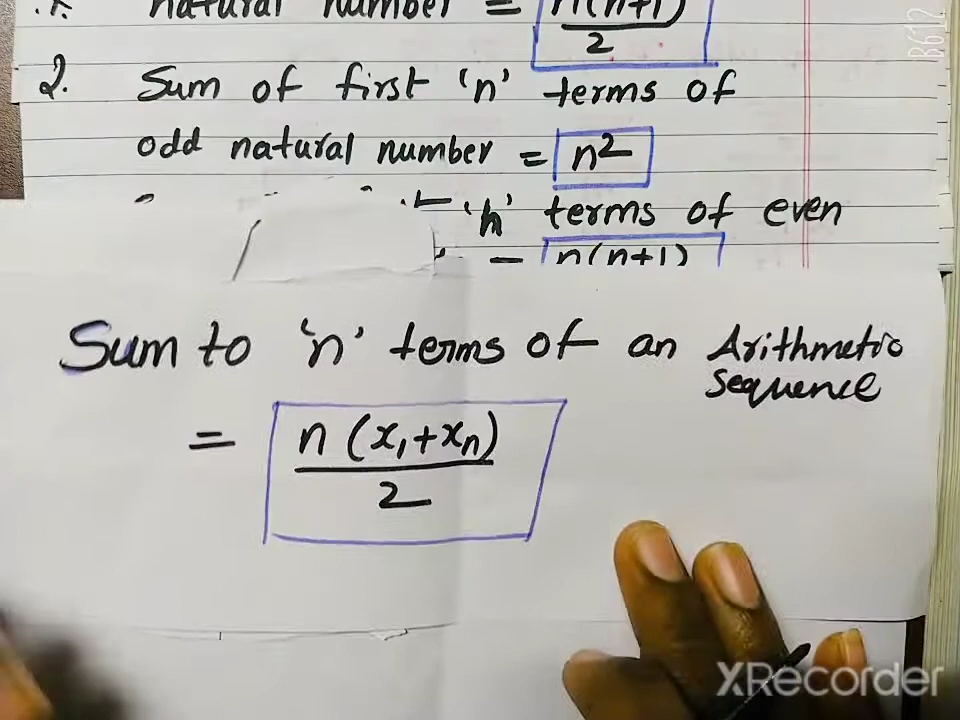 natural number = n(n+1)
2
2. Sum of first 'n' terms of
odd natural number = n2
'n' terms of even
= n(n+1)
Sum to 'n' terms of an Arithmetic
sequence
= n (x1+xn)
2
XRecorder
B612